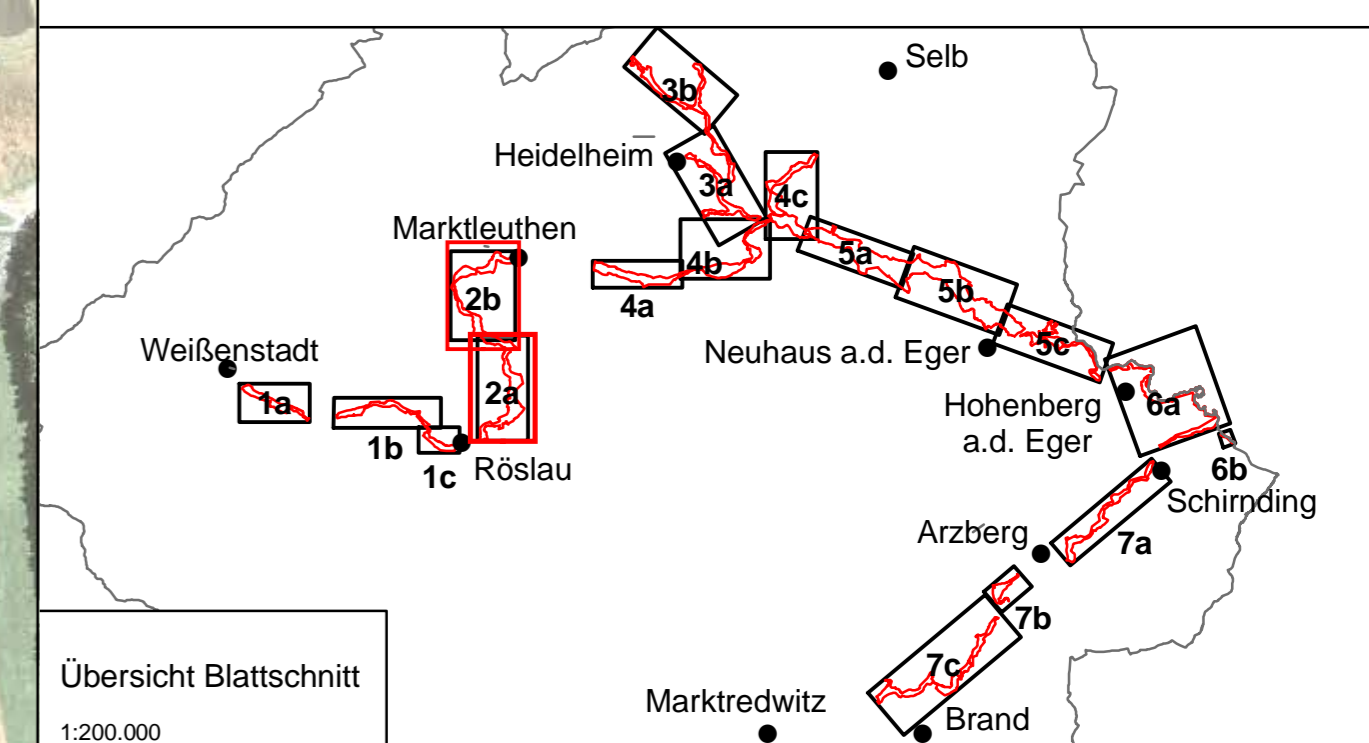 Selb
3b
Heidelheim
3a
4c
Marktleuthen
5a
4b
2b
5b
4a
5c
Weißenstadt
Neuhaus a.d. Eger
2a
1a
6a
Hohenberg
a.d. Eger
1b
1c
Röslau
6b
Schirnding
Arzberg
7a
7b
7c
Übersicht Blattschnitt
1:200.000
Marktredwitz
Brand